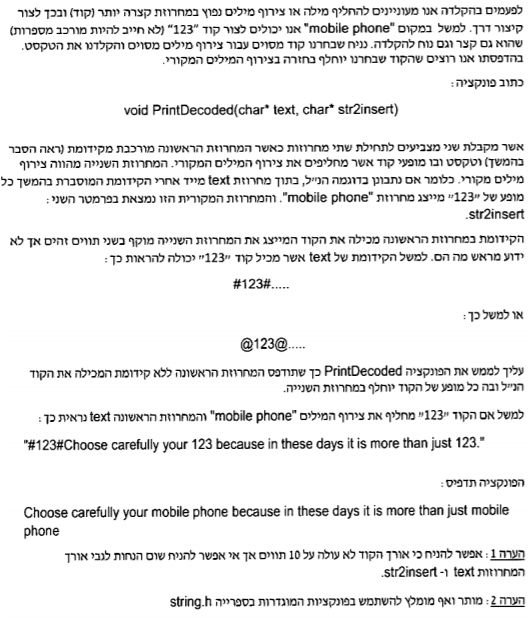 לפעמים בהקלדה אנו מעוניינים להחליף מילה או צירוף מילים נפוץ במחרוזת קצרה יותר (קוד) ובכך לצור
קיצור דרך. למשל במקום "mobile phone" אנו יכולים לצור קוד "123" (לא חייב להיות מורכב מספרות)
שהוא גם קצר וגם נוח להקלדה. נניח שבחרנו קוד מסוים עבור צירוף מילים מסוים והקלדנו את הטקסט.
בהדפסתו אנו רוצים שהקוד שבחרנו יוחלף בחזרה בצירוף המילים המקורי.
כתוב פונקציה:
void PrintDecoded(char* text, char* str2insert)
אשר מקבלת שני מצביעים לתחילת שתי מחרוזות כאשר המחרוזת הראשונה מורכבת מקידומת (ראה הסבר
בהמשך) וטקסט ובו מופעי קוד אשר מחליפים את צירוף המילים המקורי. המחרוזת השנייה מהווה צירוף
מילים מקורי. כלומר אם נתבונן בדוגמה הנ״ל, בתוך מחרוזת text מייד אחרי הקידומת המוסברת בהמשך כל
מופע של "123" מייצג מחרוזת "mobile phone". והמחרוזת המקורית הזו נמצאת בפרמטר השני:
str2insert.
הקידומת במחרוזת הראשונה מכילה את הקוד המייצג את המחרוזת השנייה מוקף בשני תווים זהים אך לא
ידוע מראש מה הם. למשל הקידומת של text אשר מכיל קוד "123" יכולה להראות כך:
#123#.....
או למשל כך:
@123@.....
עליך לממש את הפונקציה PrintDecoded כך שתודפס המחרוזת הראשונה ללא קידומת המכילה את הקוד
הנ״ל ובה כל מופע של הקוד יוחלף במחרוזת השנייה.
למשל אם הקוד "123" מחליף את צירוף המילים "mobile phone" והמחרוזת הראשונה text נראית כך:
"#123#Choose carefully your 123 because in these days it is more than just 123."
הפונקציה תדפיס:
Choose carefully your mobile phone because in these days it is more than just mobile
phone
הערה 1: אפשר להניח כי אורך הקוד לא עולה על 10 תווים אך אי אפשר להניח שום הנחות לגבי אורך
המחרוזות text ו- str2insert.
הערה 2: מותר ואף מומלץ להשתמש בפונקציות המוגדרות בספרייה string.h